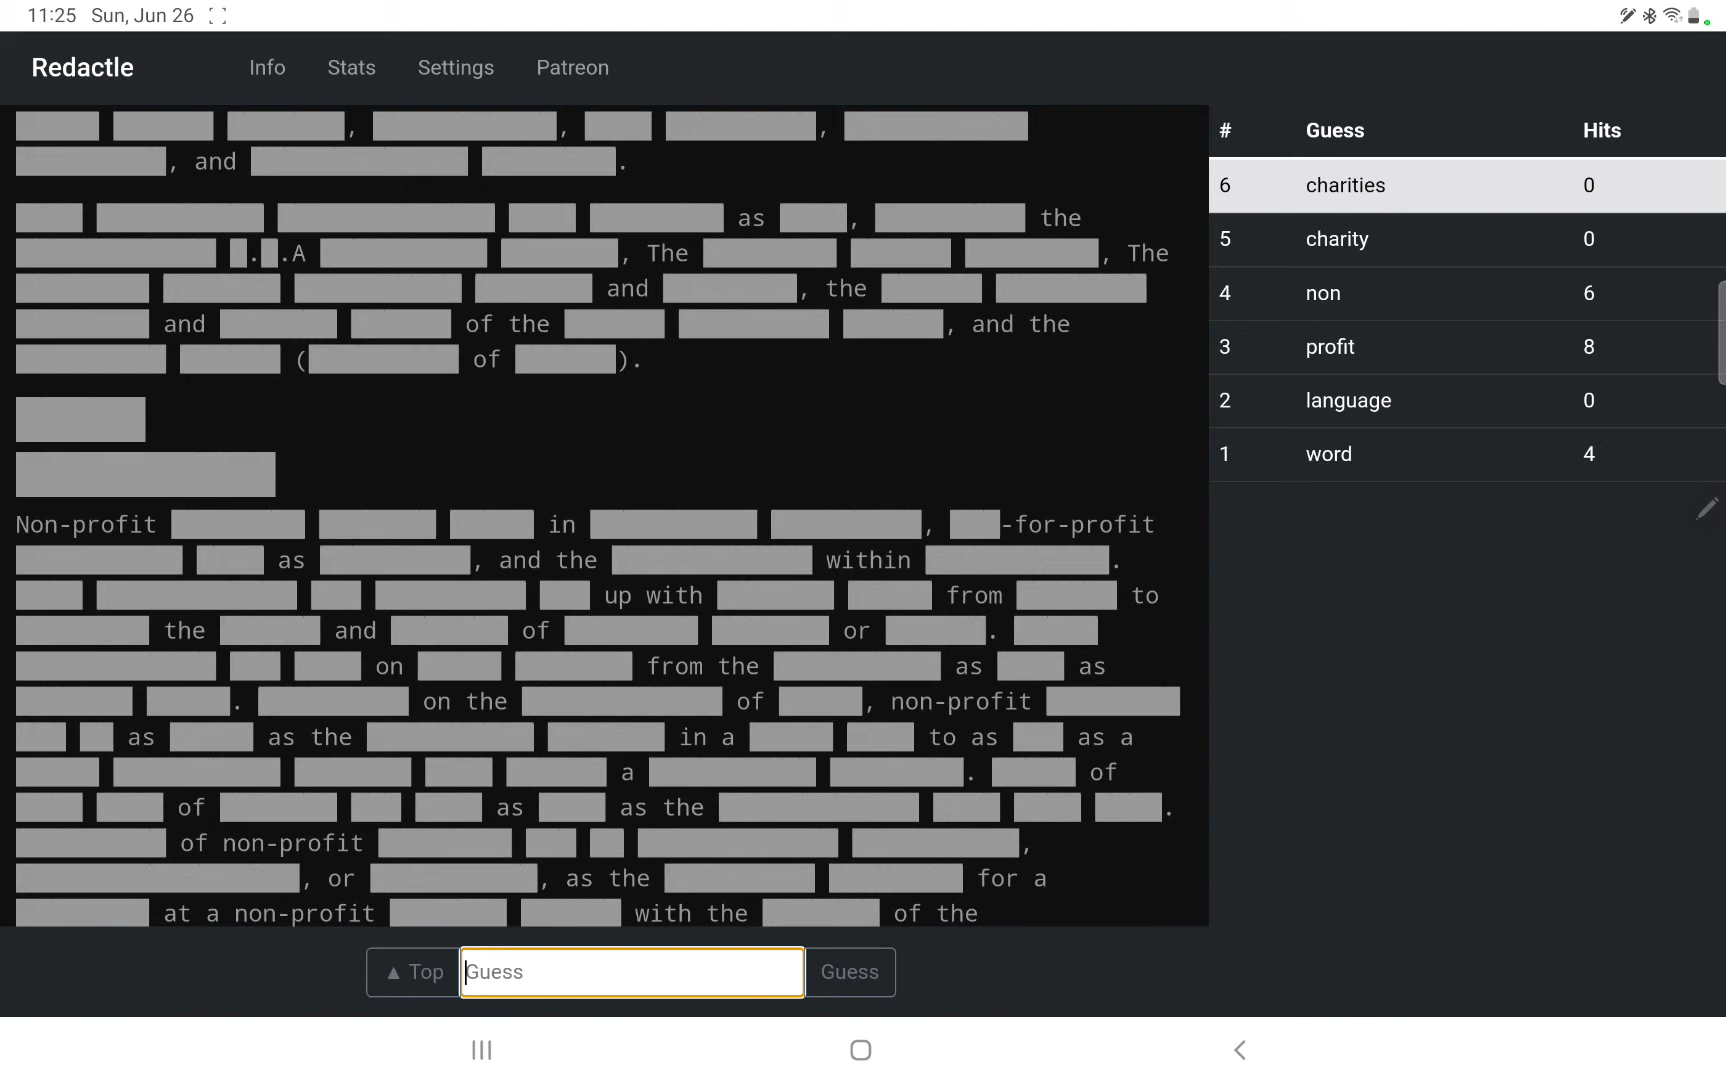 11:25 Sun, Jun 26
Redactle Info Stats Settings Patreon
, , ,
, and .
as , the
. .A , The , The
and , the
and of the , and the
( of ).
Non-profit in , -for-profit
as , and the within .
up with from to
the and of or .
on from the as as
. on the of , non-profit
as as the in a to as as a
a . of
of as as the .
of non-profit ,
, or , as the for a
at a non-profit with the of the
# Guess Hits
6 charities 0
5 charity 0
4 non 6
3 profit 8
2 language 0
1 word 4
▲ Top Guess Guess